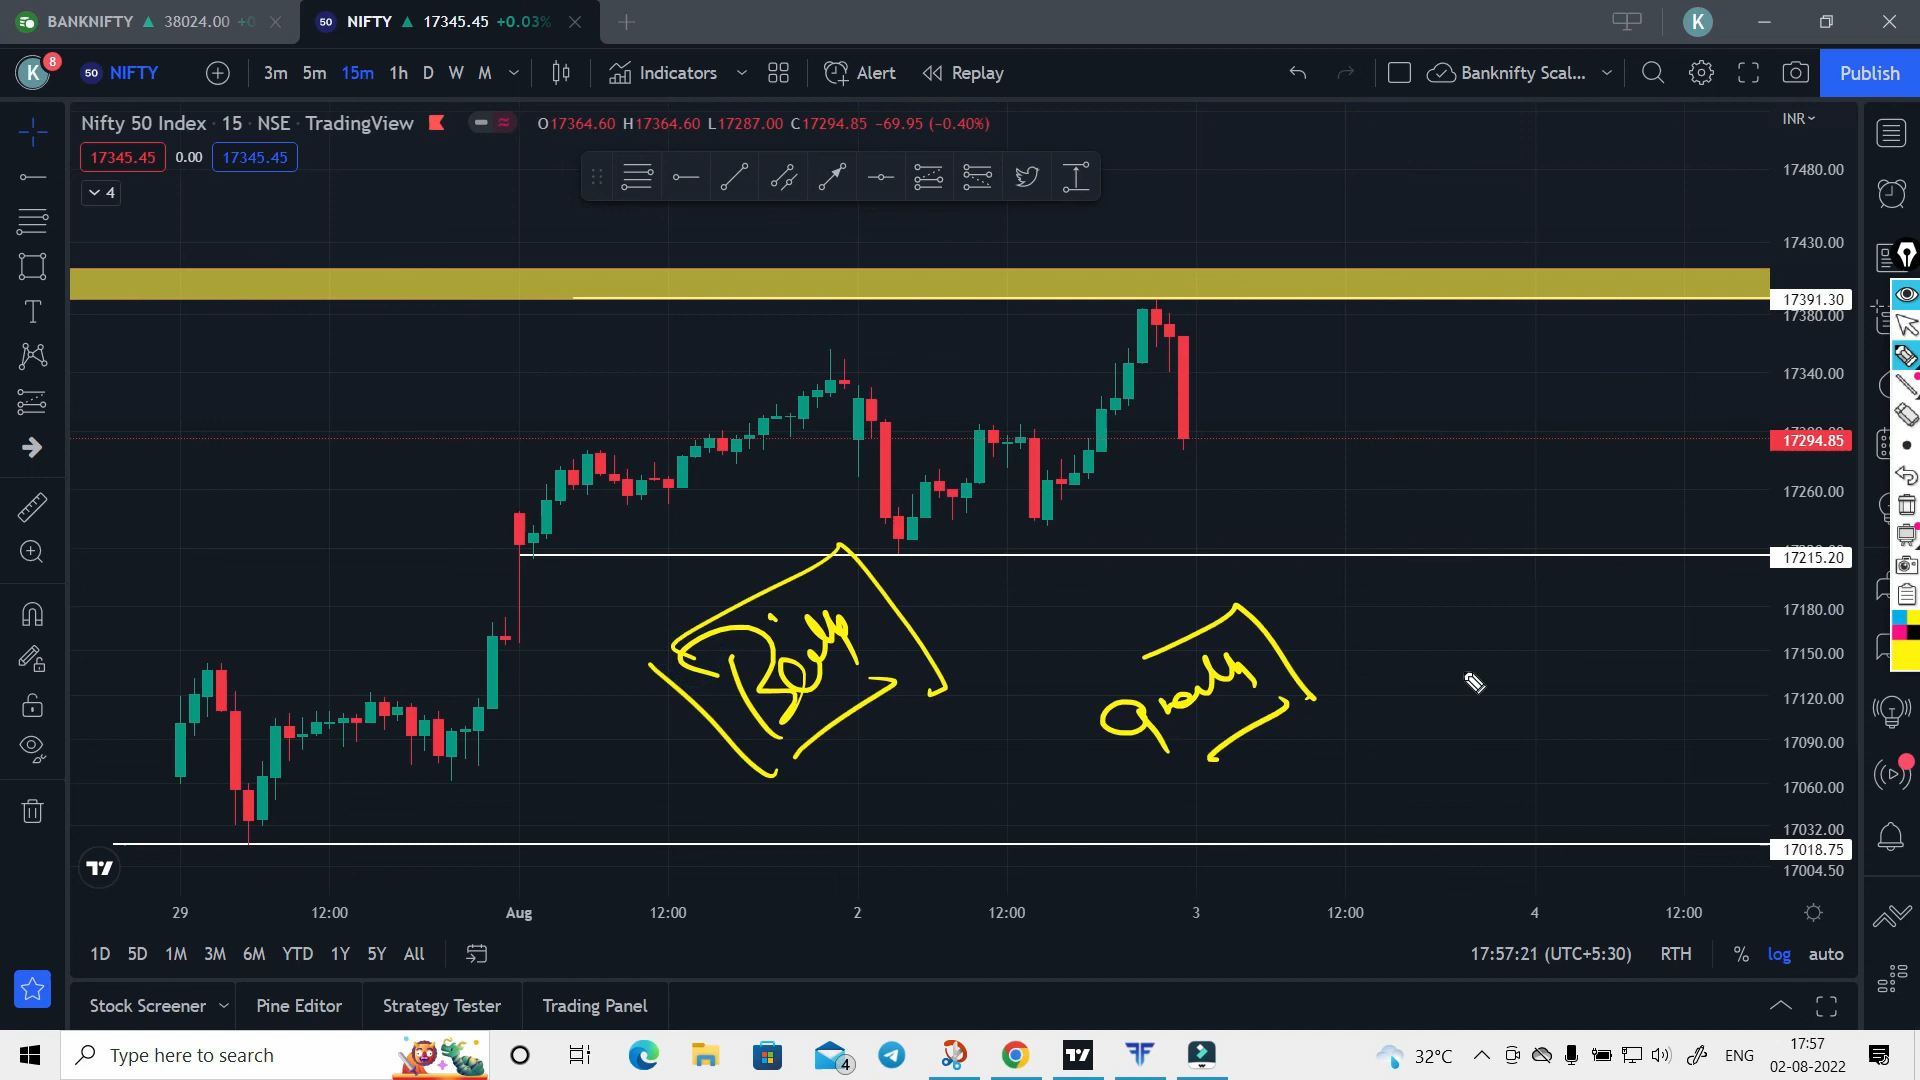 BANKNIFTY ▲ 38024.00 +0
50 NIFTY ▲ 17345.45 +0.03%
K
K 8 50 NIFTY 3m 5m 15m 1h D W M Indicators Alert Replay Banknifty Scal... Publish
Nifty 50 Index · 15 · NSE · TradingView O17364.60 H17364.60 L17287.00 C17294.85 −69.95 (−0.40%)
INR
17345.45 0.00 17345.45
4
17480.00
17430.00
17391.30
17380.00
17340.00
17294.85
17260.00
17215.20
17180.00
17150.00
17120.00
17090.00
17060.00
17032.00
17018.75
17004.50
29 12:00 Aug 12:00 2 12:00 3 12:00 4 12:00
1D 5D 1M 3M 6M YTD 1Y 5Y All 17:57:21 (UTC+5:30) RTH % log auto
Stock Screener Pine Editor Strategy Tester Trading Panel
Type here to search 4 32°C ENG 17:57
02-08-2022